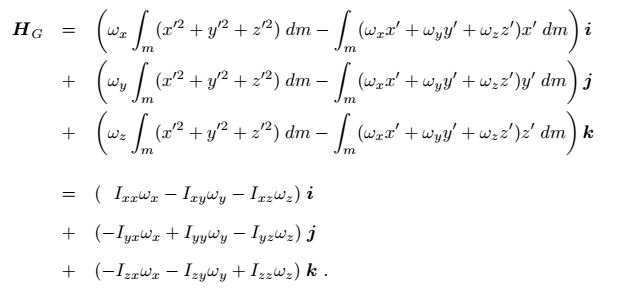 H_G = ( ω_x ∫_m (x′² + y′² + z′²) dm − ∫_m (ω_x x′ + ω_y y′ + ω_z z′)x′ dm ) i
+ ( ω_y ∫_m (x′² + y′² + z′²) dm − ∫_m (ω_x x′ + ω_y y′ + ω_z z′)y′ dm ) j
+ ( ω_z ∫_m (x′² + y′² + z′²) dm − ∫_m (ω_x x′ + ω_y y′ + ω_z z′)z′ dm ) k
= ( I_xx ω_x − I_xy ω_y − I_xz ω_z ) i
+ (−I_yx ω_x + I_yy ω_y − I_yz ω_z ) j
+ (−I_zx ω_x − I_zy ω_y + I_zz ω_z ) k .